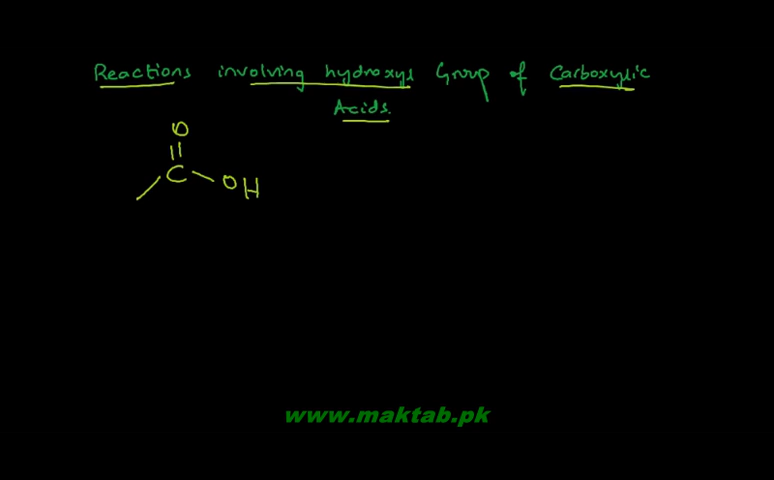 Reactions involving hydroxyl Group of Carboxylic
Acids.
O
||
C
OH
www.maktab.pk